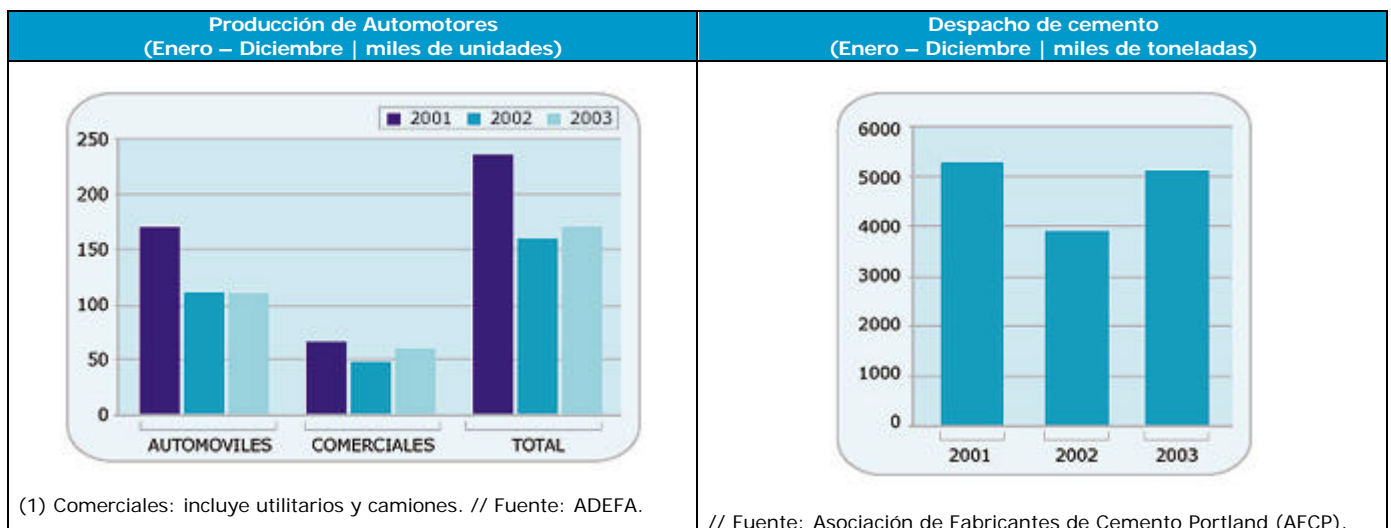 Producción de Automotores
(Enero – Diciembre | miles de unidades)
2001 2002 2003
250
200
150
100
50
0
AUTOMOVILES COMERCIALES TOTAL
(1) Comerciales: incluye utilitarios y camiones. // Fuente: ADEFA.
Despacho de cemento
(Enero – Diciembre | miles de toneladas)
6000
5000
4000
3000
2000
1000
0
2001 2002 2003
// Fuente: Asociación de Fabricantes de Cemento Portland (AFCP).